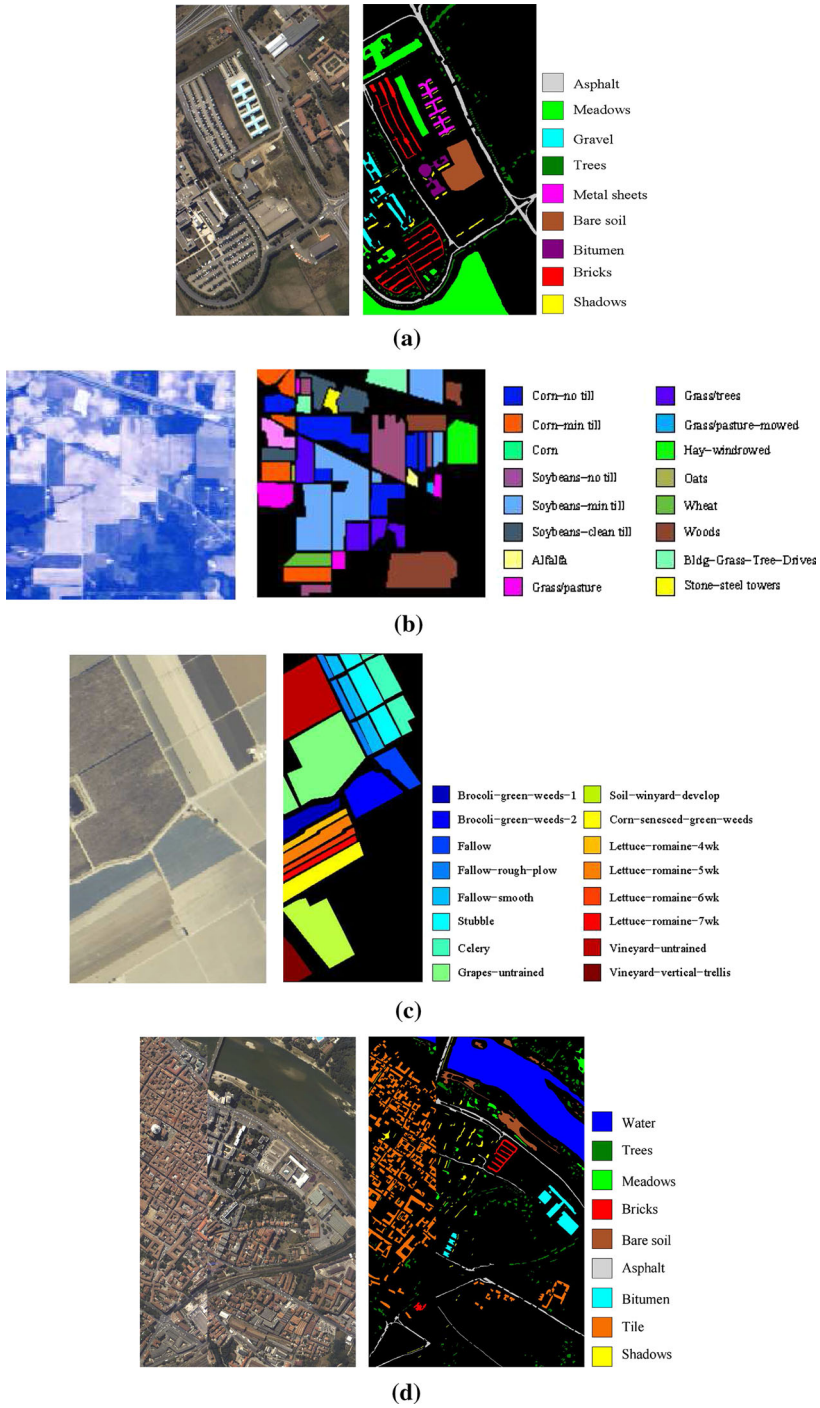 Asphalt
Meadows
Gravel
Trees
Metal sheets
Bare soil
Bitumen
Bricks
Shadows
(a)
Corn-no till
Corn-min till
Corn
Soybeans-no till
Soybeans-min till
Soybeans-clean till
Alfalfa
Grass/pasture
Grass/trees
Grass/pasture-mowed
Hay-windrowed
Oats
Wheat
Woods
Bldg-Grass-Tree-Drives
Stone-steel towers
(b)
Brocoli-green-weeds-1
Brocoli-green-weeds-2
Fallow
Fallow-rough-plow
Fallow-smooth
Stubble
Celery
Grapes-untrained
Soil-winyard-develop
Corn-senesced-green-weeds
Lettuce-romaine-4wk
Lettuce-romaine-5wk
Lettuce-romaine-6wk
Lettuce-romaine-7wk
Vineyard-untrained
Vineyard-vertical-trellis
(c)
Water
Trees
Meadows
Bricks
Bare soil
Asphalt
Bitumen
Tile
Shadows
(d)